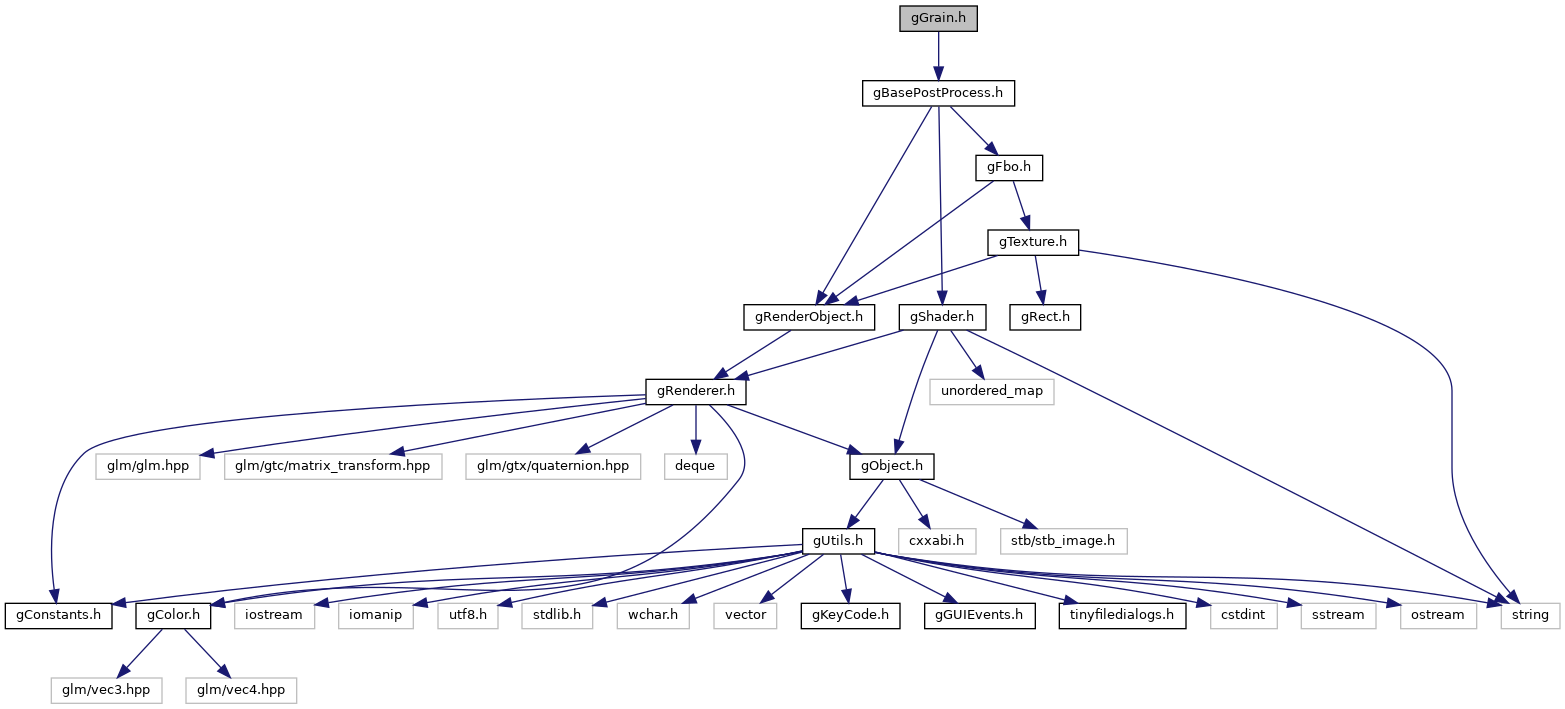 gGrain.h
gBasePostProcess.h
gFbo.h
gTexture.h
gRenderObject.h
gShader.h
gRect.h
gRenderer.h
unordered_map
glm/glm.hpp
glm/gtc/matrix_transform.hpp
glm/gtx/quaternion.hpp
deque
gObject.h
gUtils.h
cxxabi.h
stb/stb_image.h
gConstants.h
gColor.h
iostream
iomanip
utf8.h
stdlib.h
wchar.h
vector
gKeyCode.h
gGUIEvents.h
tinyfiledialogs.h
cstdint
sstream
ostream
string
glm/vec3.hpp
glm/vec4.hpp